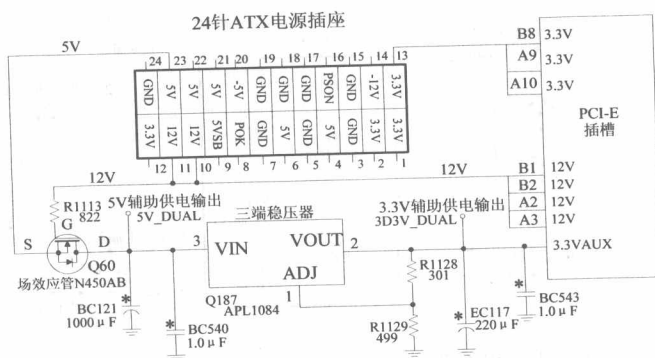 24针ATX电源插座
5V
24 23 22 21 20 19 18 17 16 15 14 13
GND 5V 5V 5V -5V GND GND GND PSON GND -12V 3.3V
3.3V 12V 12V 5VSB POK GND 5V GND 5V GND 3.3V 3.3V
12 11 10 9 8 7 6 5 4 3 2 1
B8 3.3V
A9 3.3V
A10 3.3V
PCI-E
插槽
12V
12V
B1 12V
B2 12V
A2 12V
A3 12V
3.3VAUX
R1113
822
5V辅助供电输出
5V_DUAL
三端稳压器
3.3V辅助供电输出
3D3V_DUAL
S
G
D
Q60
场效应管N450AB
3
VIN
VOUT
2
ADJ
1
Q187
APL1084
R1128
301
R1129
499
*
BC121
1000μF
*
BC540
1.0μF
*
EC117
220μF
*
BC543
1.0μF